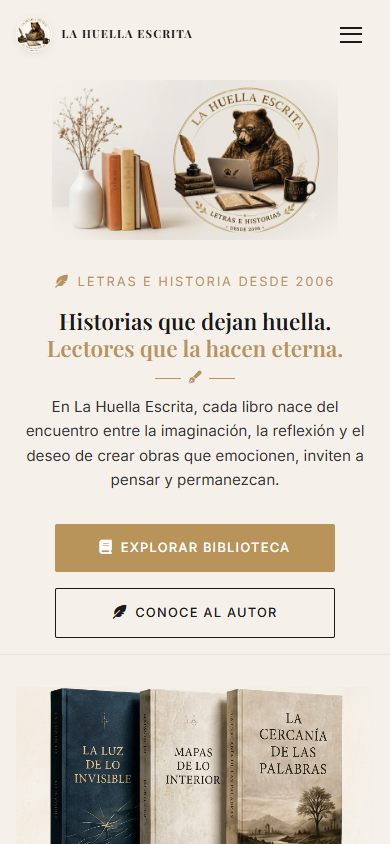 LA HUELLA ESCRITA
LA HUELLA ESCRITA
LETRAS E HISTORIAS
DESDE 2006
LETRAS E HISTORIA DESDE 2006
Historias que dejan huella.
Lectores que la hacen eterna.
En La Huella Escrita, cada libro nace del
encuentro entre la imaginación, la reflexión y el
deseo de crear obras que emocionen, inviten a
pensar y permanezcan.
EXPLORAR BIBLIOTECA
CONOCE AL AUTOR
LA LUZ
DE LO
INVISIBLE
MAPAS
DE LO
INTERIOR
LA
CERCANÍA
DE LAS
PALABRAS